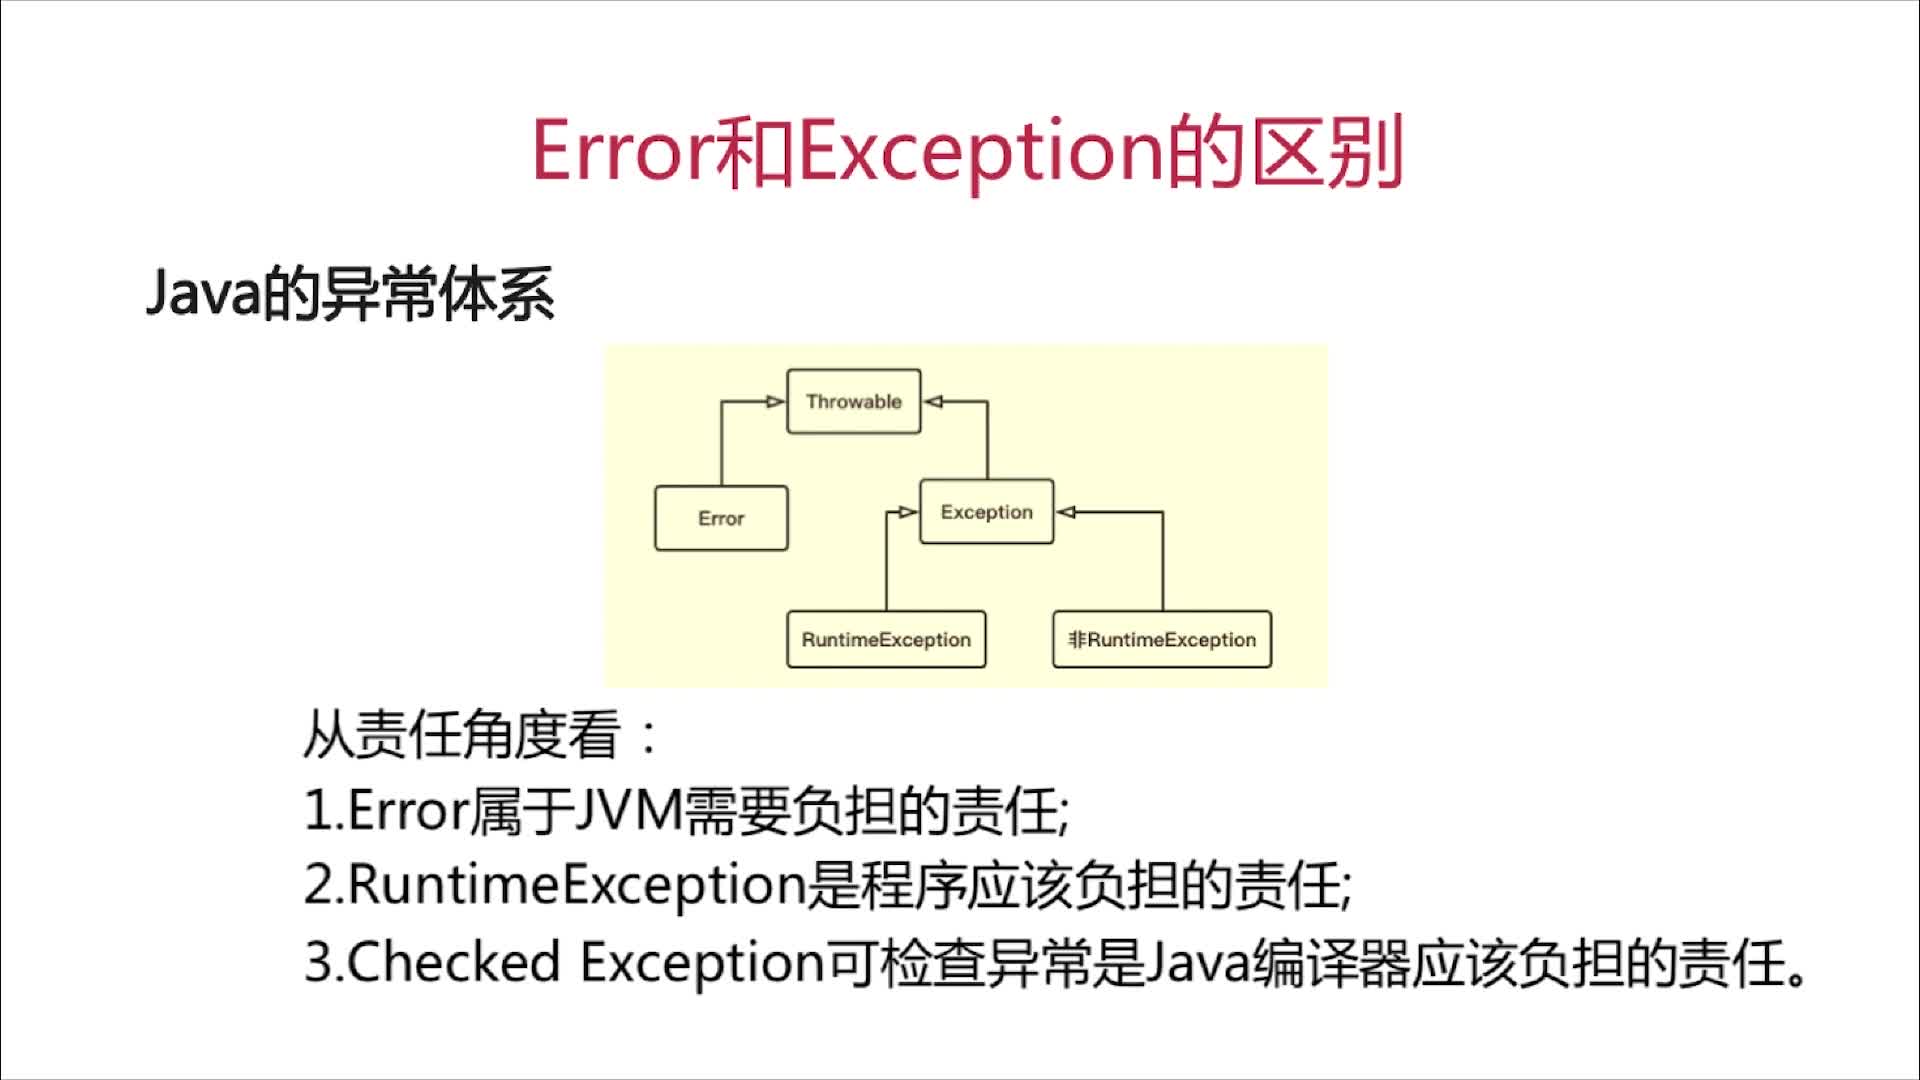 Error和Exception的区别
Java的异常体系
Throwable
Error
Exception
RuntimeException
非RuntimeException
从责任角度看：
1.Error属于JVM需要负担的责任;
2.RuntimeException是程序应该负担的责任;
3.Checked Exception可检查异常是Java编译器应该负担的责任。